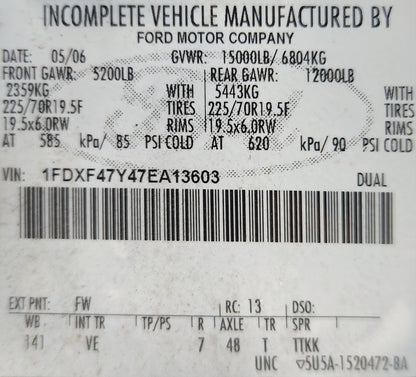 INCOMPLETE VEHICLE MANUFACTURED BY
FORD MOTOR COMPANY
DATE: 05/06 GVWR: 15000LB/ 6804KG
FRONT GAWR: 5200LB REAR GAWR: 12000LB
2359KG WITH 5443KG WITH
225/70R19.5F TIRES 225/70R19.5F TIRES
19.5x6.0RW RIMS 19.5x6.0RW RIMS
AT 585 kPa/ 85 PSI COLD AT 620 kPa/ 90 PSI COLD
VIN: 1FDXF47Y47EA13603 DUAL
EXT PNT: FW RC: 13 DSO:
WB INT TR TP/PS R AXLE TR SPR
141 VE 7 48 T TTKK
UNC ▽5U5A-1520472-BA